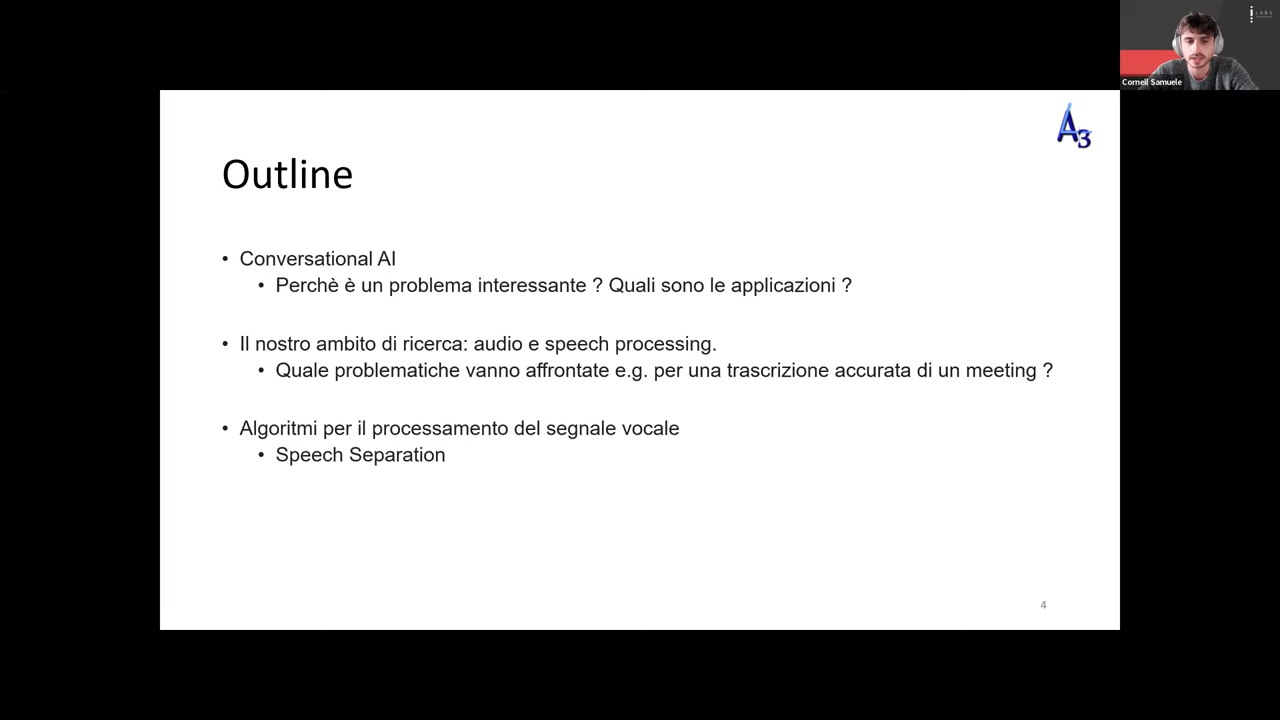 LABS
Cornell Samuele
A3
Outline
• Conversational AI
• Perchè è un problema interessante ? Quali sono le applicazioni ?
• Il nostro ambito di ricerca: audio e speech processing.
• Quale problematiche vanno affrontate e.g. per una trascrizione accurata di un meeting ?
• Algoritmi per il processamento del segnale vocale
• Speech Separation
4